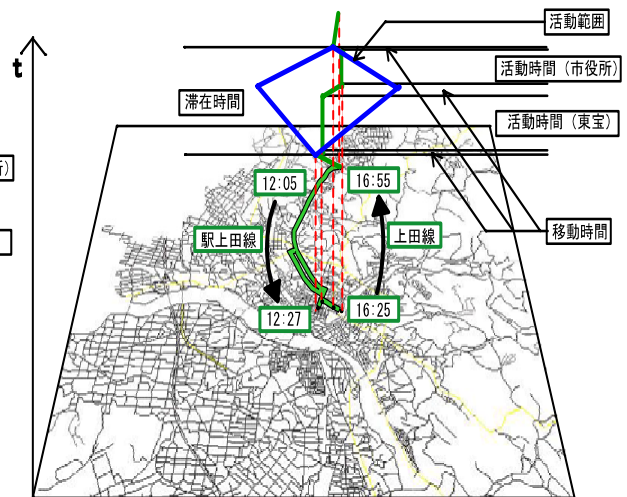 活動範囲
t
活動時間（市役所）
滞在時間
活動時間（東宝）
所)
12:05
16:55
駅上田線
上田線
移動時間
12:27
16:25